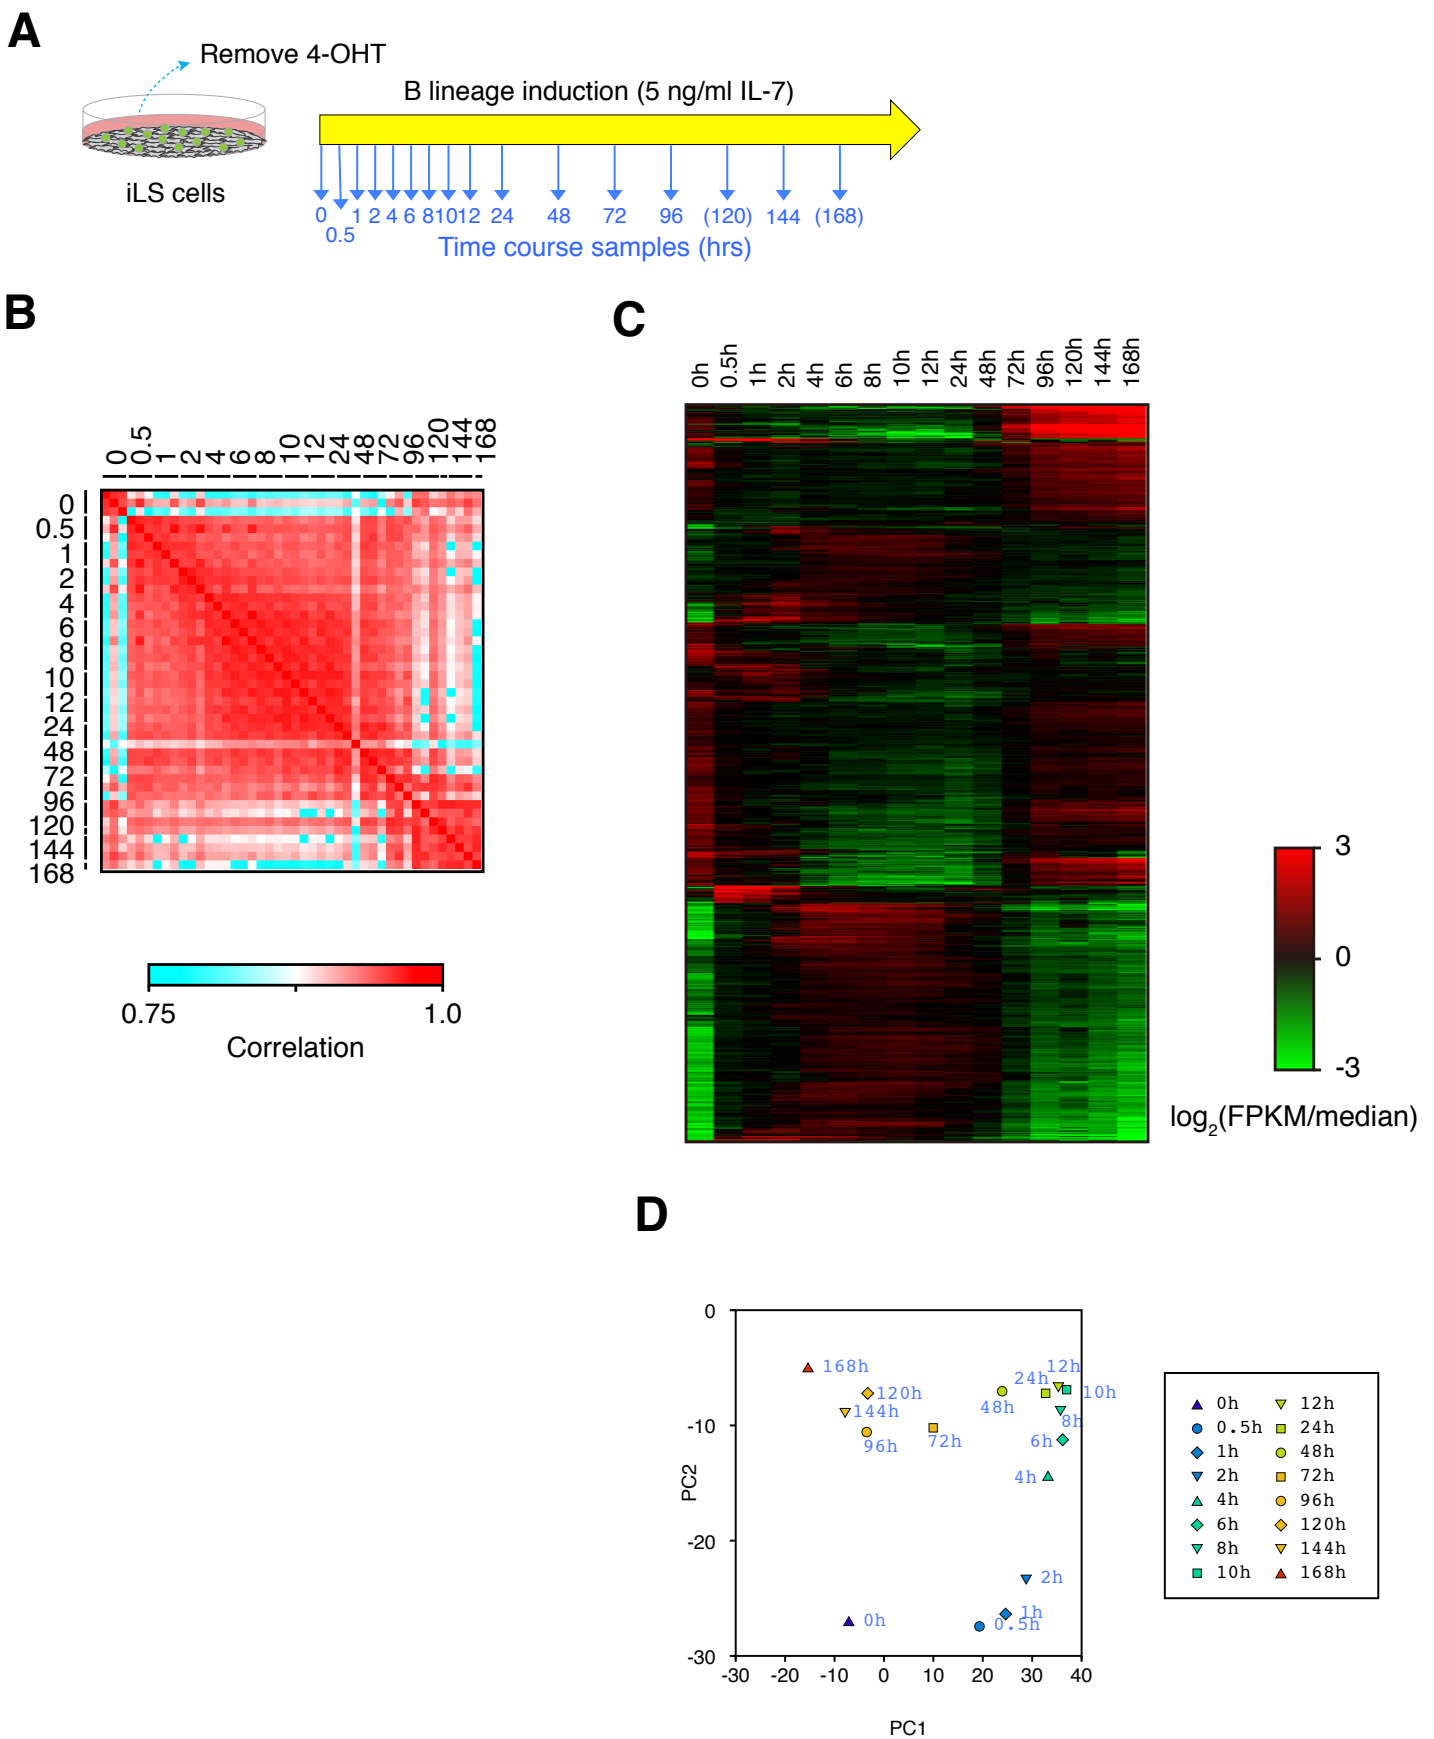 A
Remove 4-OHT
B lineage induction (5 ng/ml IL-7)
iLS cells
0 1 2 4 6 8 10 12 24 48 72 96 (120) 144 (168)
0.5
Time course samples (hrs)
B
0 0.5 1 2 4 6 8 10 12 24 48 72 96 120 144 168
0
0.5
1
2
4
6
8
10
12
24
48
72
96
120
144
168
0.75 1.0
Correlation
C
0h 0.5h 1h 2h 4h 6h 8h 10h 12h 24h 48h 72h 96h 120h 144h 168h
3
0
-3
log2(FPKM/median)
D
0
-10
-20
-30
PC2
168h
120h
144h
96h
72h
48h
24h
12h
10h
8h
6h
4h
2h
1h
0.5h
0h
-30 -20 -10 0 10 20 30 40
PC1
0h 12h
0.5h 24h
1h 48h
2h 72h
4h 96h
6h 120h
8h 144h
10h 168h